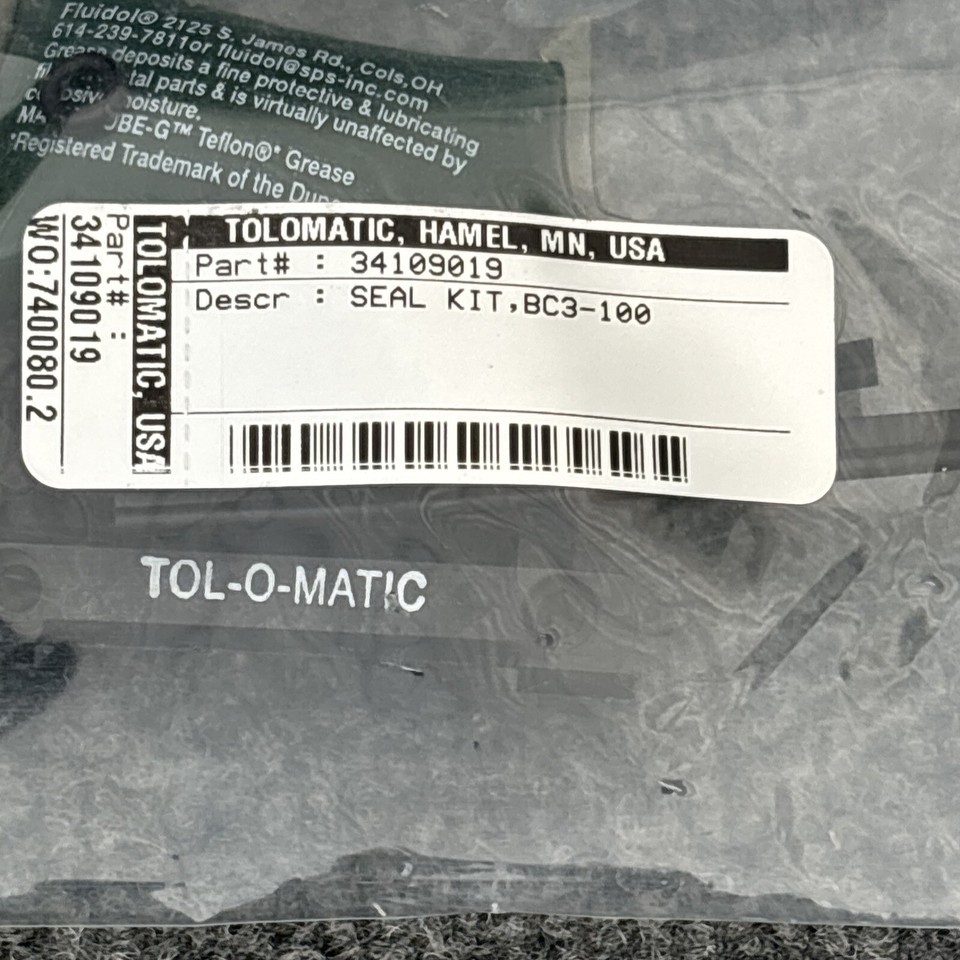 Fluidol® 2125 S. James Rd., Cols, OH
614-239-7811 or fluidol@sps-inc.com
Grease deposits a fine protective & lubricating
tal parts & is virtually unaffected by
oisture.
UBE-G™ Teflon®* Grease
*Registered Trademark of the
TOLOMATIC, HAMEL, MN, USA
Part# : 34109019
Descr : SEAL KIT,BC3-100
TOLOMATIC, USA
Part# :
34109019
WO:740080.2
TOL-O-MATIC